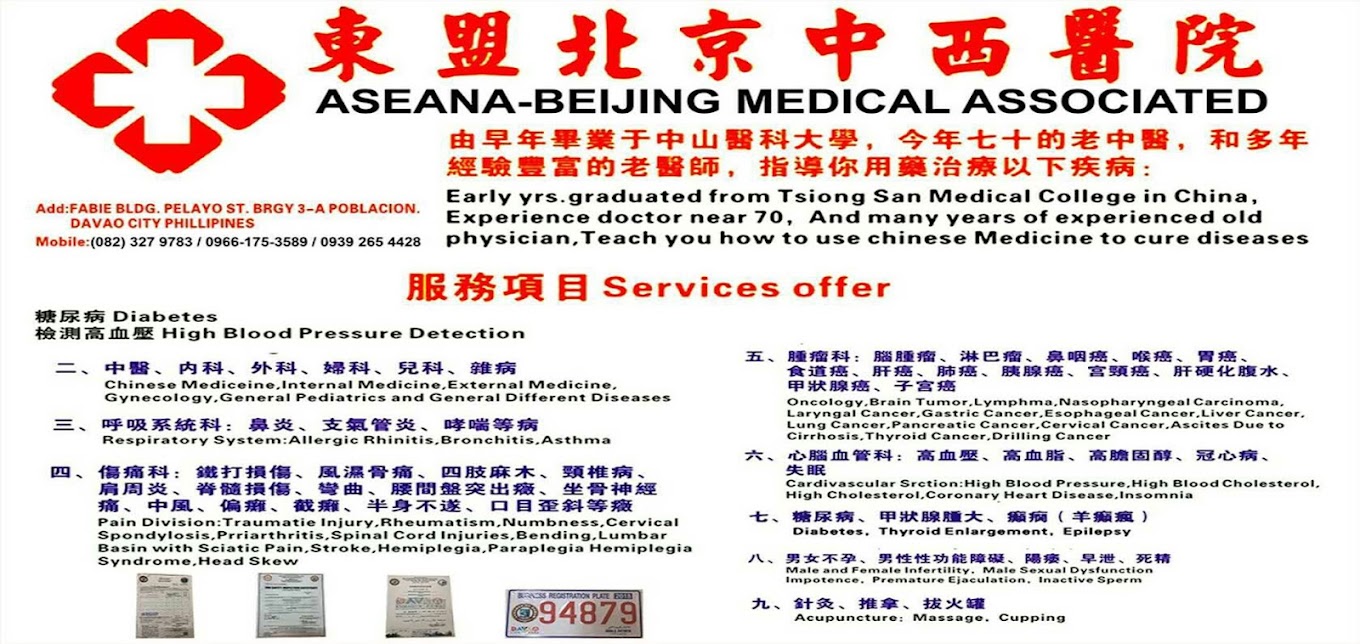 東盟北京中西醫院
ASEANA-BEIJING MEDICAL ASSOCIATED
由早年畢業于中山醫科大學，今年七十的老中醫，和多年
經驗豐富的老醫師，指導你用藥治療以下疾病：
Early yrs.graduated from Tsiong San Medical College in China,
Experience doctor near 70，And many years of experienced old
physician,Teach you how to use chinese Medicine to cure diseases
Add:FABIE BLDG. PELAYO ST. BRGY 3-A POBLACION.
DAVAO CITY PHILLIPINES
Mobile:(082) 327 9783 / 0966-175-3589 / 0939 265 4428
服務項目 Services offer
糖尿病 Diabetes
檢測高血壓 High Blood Pressure Detection
二、中醫、内科、外科、婦科、兒科、雜病
Chinese Mediceine,Internal Medicine,External Medicine,
Gynecology,General Pediatrics and General Different Diseases
三、呼吸系統科：鼻炎、支氣管炎、哮喘等病
Respiratory System:Allergic Rhinitis,Bronchitis,Asthma
四、傷痛科：鐵打損傷、風濕骨痛、四肢麻木、頸椎病、
肩周炎、脊髓損傷、彎曲、腰間盤突出癥、坐骨神經
痛、中風、偏癱、截癱、半身不遂、口目歪斜等癥
Pain Division:Traumatie Injury,Rheumatism,Numbness,Cervical
Spondylosis,Prriarthritis,Spinal Cord Injuries,Bending,Lumbar
Basin with Sciatic Pain,Stroke,Hemiplegia,Paraplegia Hemiplegia
Syndrome,Head Skew
五、腫瘤科：腦腫瘤、淋巴瘤、鼻咽癌、喉癌、胃癌、
食道癌、肝癌、肺癌、胰腺癌、宫頸癌、肝硬化腹水、
甲狀腺癌、子宫癌
Oncology,Brain Tumor,Lymphma,Nasopharyngeal Carcinoma,
Laryngal Cancer,Gastric Cancer,Esophageal Cancer,Liver Cancer,
Lung Cancer,Pancreatic Cancer,Cervical Cancer,Ascites Due to
Cirrhosis,Thyroid Cancer,Drilling Cancer
六、心腦血管科：高血壓、高血脂、高膽固醇、冠心病、
失眠
Cardiavascular Srction:High Blood Pressure,High Blood Cholesterol,
High Cholesterol,Coronary Heart Disease,Insomnia
七、糖尿病、甲狀腺腫大、癲痫（羊癲瘋）
Diabetes, Thyroid Enlargement, Epilepsy
八、男女不孕、男性性功能障礙、陽痿、早泄、死精
Male and Female Infertility, Male Sexual Dysfunction
Impotence, Premature Ejaculation, Inactive Sperm
九、針灸、推拿、拔火罐
Acupuncture; Massage, Cupping
BUSINESS REGISTRATION PLATE 2018
94879